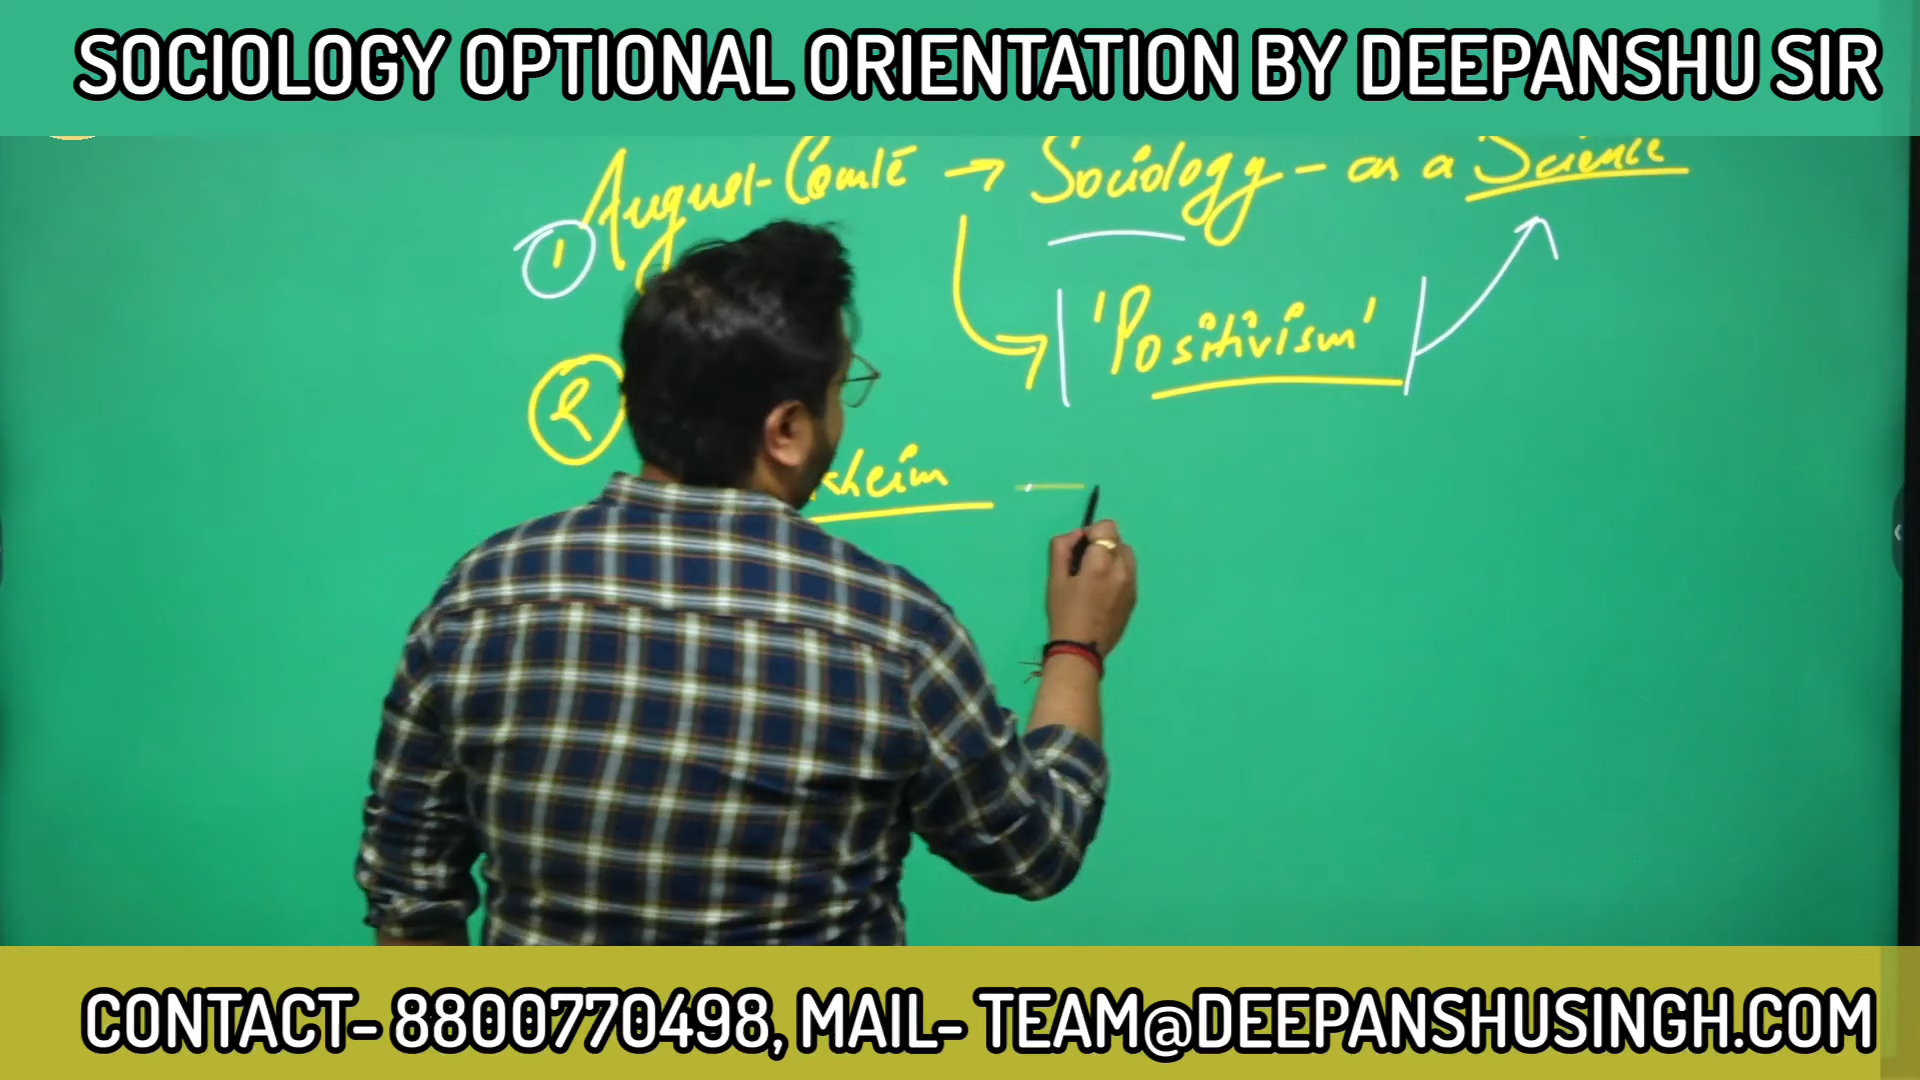 SOCIOLOGY OPTIONAL ORIENTATION BY DEEPANSHU SIR
① August-Comte → Sociology - as a Science
'Positivism'
②
kheim —
CONTACT- 8800770498, MAIL- TEAM@DEEPANSHUSINGH.COM